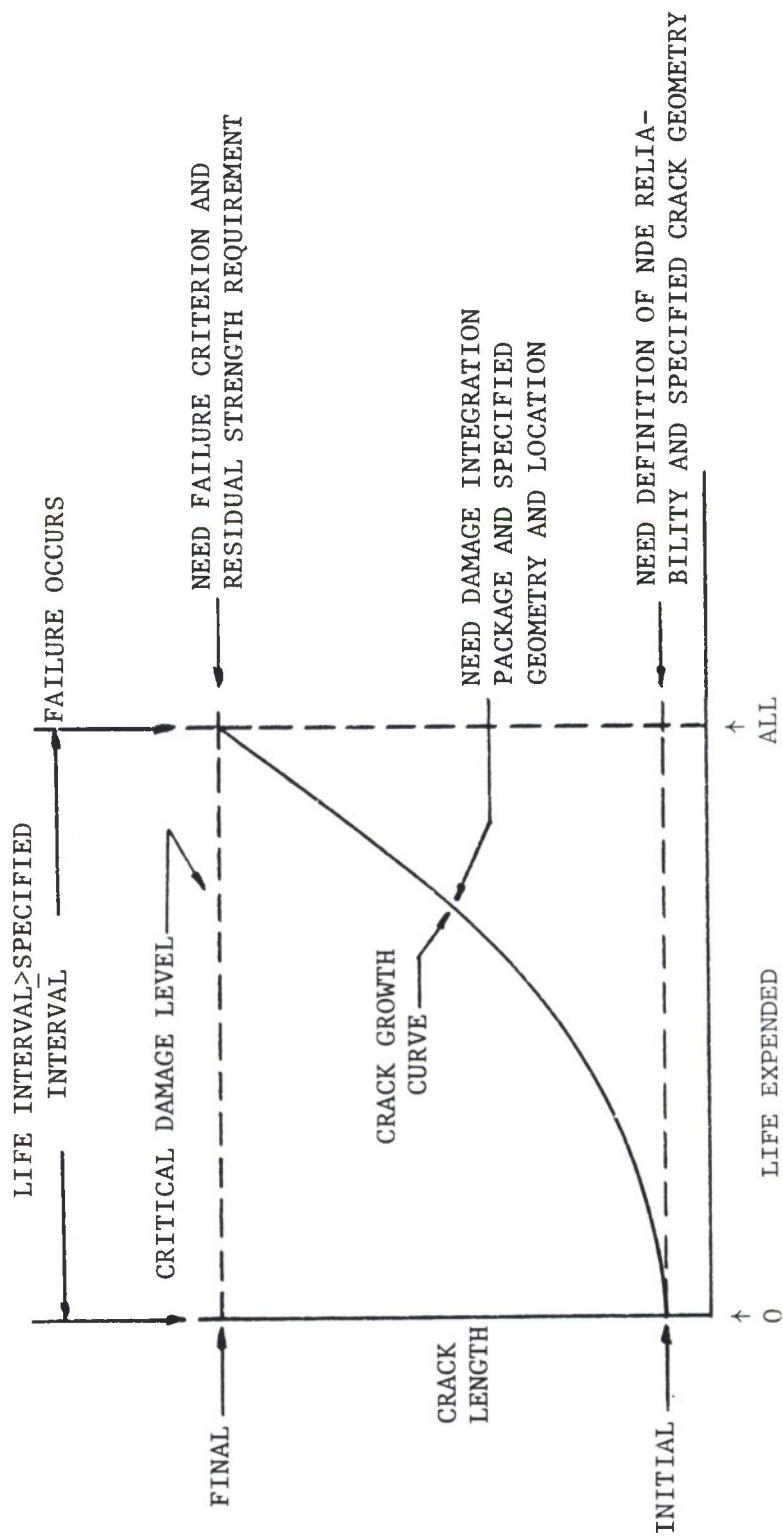 LIFE INTERVAL≥SPECIFIED
INTERVAL
FAILURE OCCURS
CRITICAL DAMAGE LEVEL
FINAL
NEED FAILURE CRITERION AND
RESIDUAL STRENGTH REQUIREMENT
CRACK GROWTH
CURVE
NEED DAMAGE INTEGRATION
PACKAGE AND SPECIFIED
GEOMETRY AND LOCATION
CRACK
LENGTH
INITIAL
NEED DEFINITION OF NDE RELIA-
BILITY AND SPECIFIED CRACK GEOMETRY
0
ALL
LIFE EXPENDED